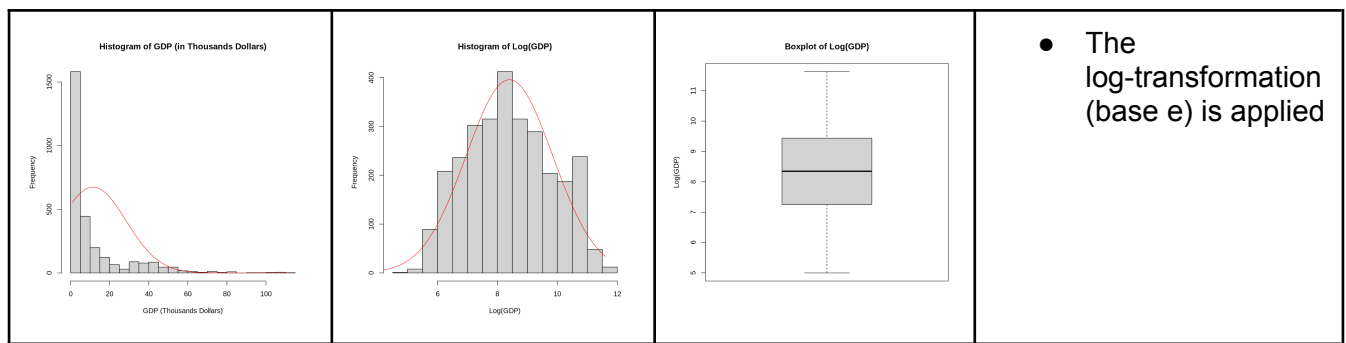 Histogram of GDP (in Thousands Dollars)
Frequency
0
500
1500
0 20 40 60 80 100
GDP (Thousands Dollars)
Histogram of Log(GDP)
Frequency
0
100
200
300
400
6 8 10 12
Log(GDP)
Boxplot of Log(GDP)
Log(GDP)
5
6
7
8
9
10
11
● The
log-transformation
(base e) is applied